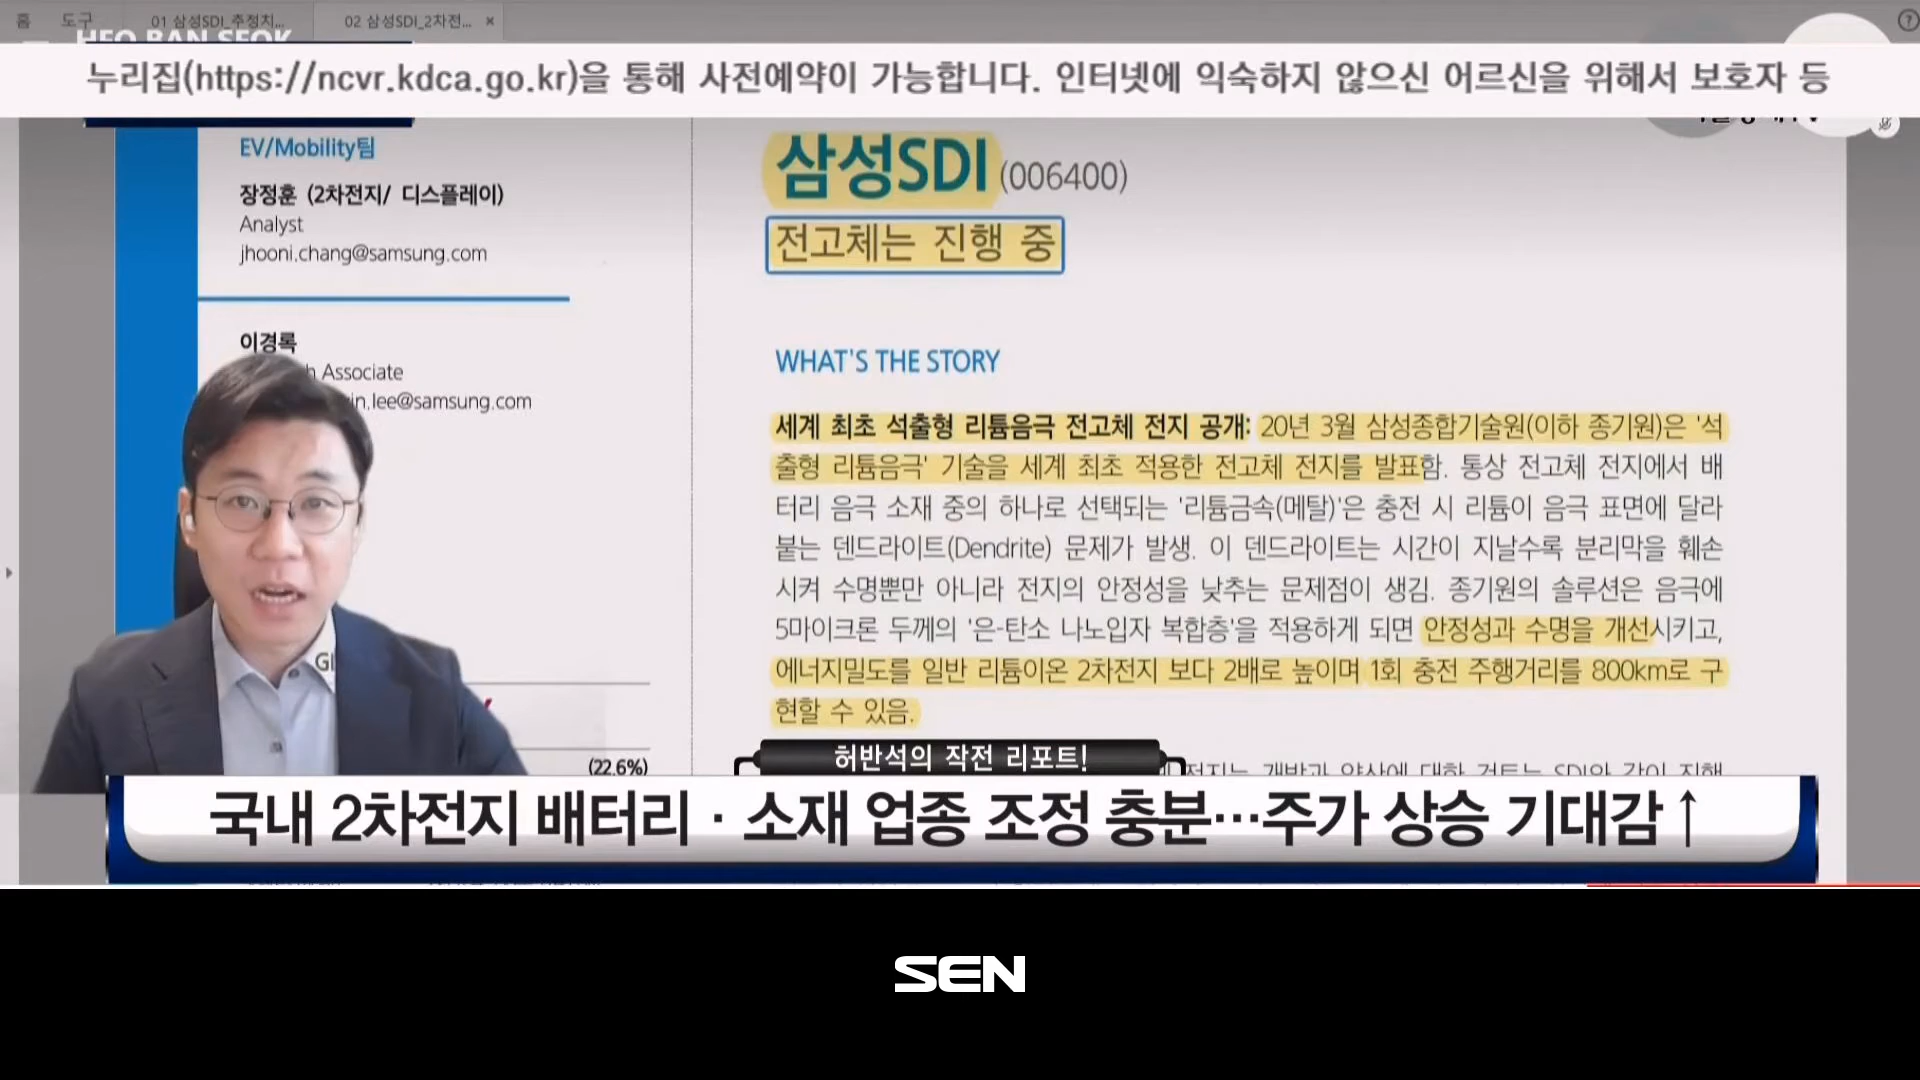 홈 도구 01 삼성SDI_추정치... 02 삼성SDI_2차전... ×
HEO BAN SEOK
누리집(https://ncvr.kdca.go.kr)을 통해 사전예약이 가능합니다. 인터넷에 익숙하지 않으신 어르신을 위해서 보호자 등
EV/Mobility팀
장정훈 (2차전지/ 디스플레이)
Analyst
jhooni.chang@samsung.com
이경록
Associate
in.lee@samsung.com
GI
(22.6%)
삼성SDI (006400)
전고체는 진행 중
WHAT'S THE STORY
세계 최초 석출형 리튬음극 전고체 전지 공개: 20년 3월 삼성종합기술원(이하 종기원)은 '석
출형 리튬음극' 기술을 세계 최초 적용한 전고체 전지를 발표함. 통상 전고체 전지에서 배
터리 음극 소재 중의 하나로 선택되는 '리튬금속(메탈)'은 충전 시 리튬이 음극 표면에 달라
붙는 덴드라이트(Dendrite) 문제가 발생. 이 덴드라이트는 시간이 지날수록 분리막을 훼손
시켜 수명뿐만 아니라 전지의 안정성을 낮추는 문제점이 생김. 종기원의 솔루션은 음극에
5마이크론 두께의 '은-탄소 나노입자 복합층'을 적용하게 되면 안정성과 수명을 개선시키고,
에너지밀도를 일반 리튬이온 2차전지 보다 2배로 높이며 1회 충전 주행거리를 800km로 구
현할 수 있음.
허반석의 작전 리포트!
국내 2차전지 배터리 · 소재 업종 조정 충분…주가 상승 기대감↑
SEN